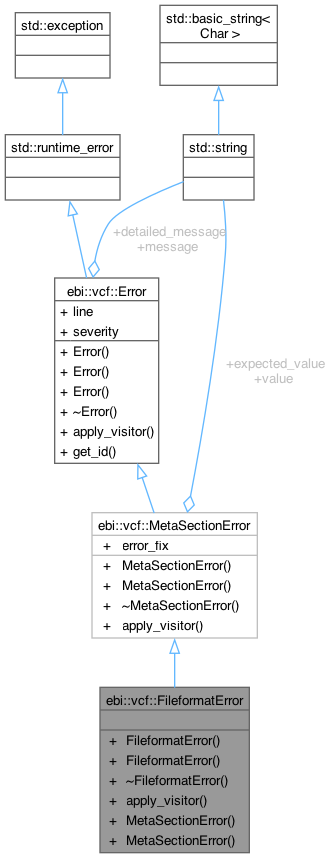 std::exception
std::basic_string<
Char >
std::runtime_error
std::string
+detailed_message
+message
ebi::vcf::Error
+ line
+ severity
+ Error()
+ Error()
+ Error()
+ ~Error()
+ apply_visitor()
+ get_id()
+expected_value
+value
ebi::vcf::MetaSectionError
+ error_fix
+ MetaSectionError()
+ MetaSectionError()
+ ~MetaSectionError()
+ apply_visitor()
ebi::vcf::FileformatError
+ FileformatError()
+ FileformatError()
+ ~FileformatError()
+ apply_visitor()
+ MetaSectionError()
+ MetaSectionError()